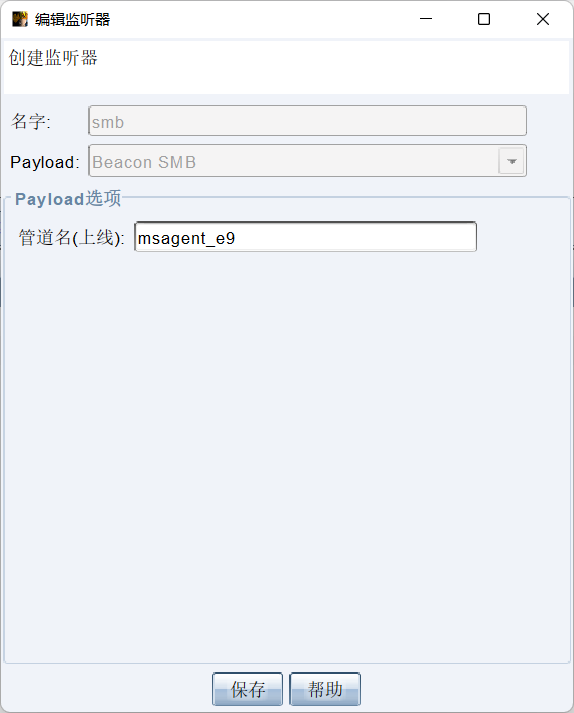 编辑监听器
创建监听器
名字: smb
Payload: Beacon SMB
Payload选项
管道名(上线): msagent_e9
保存 帮助